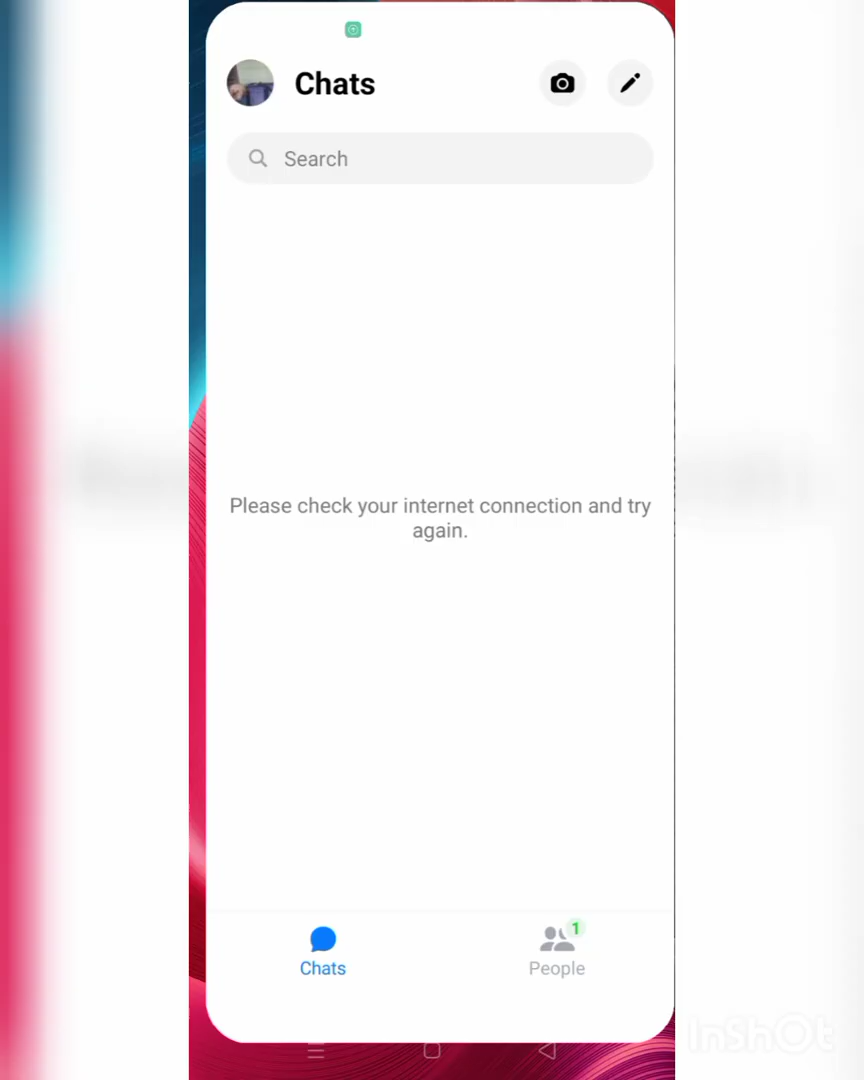 Chats
Search
Please check your internet connection and try
again.
1
Chats
People
InShOt